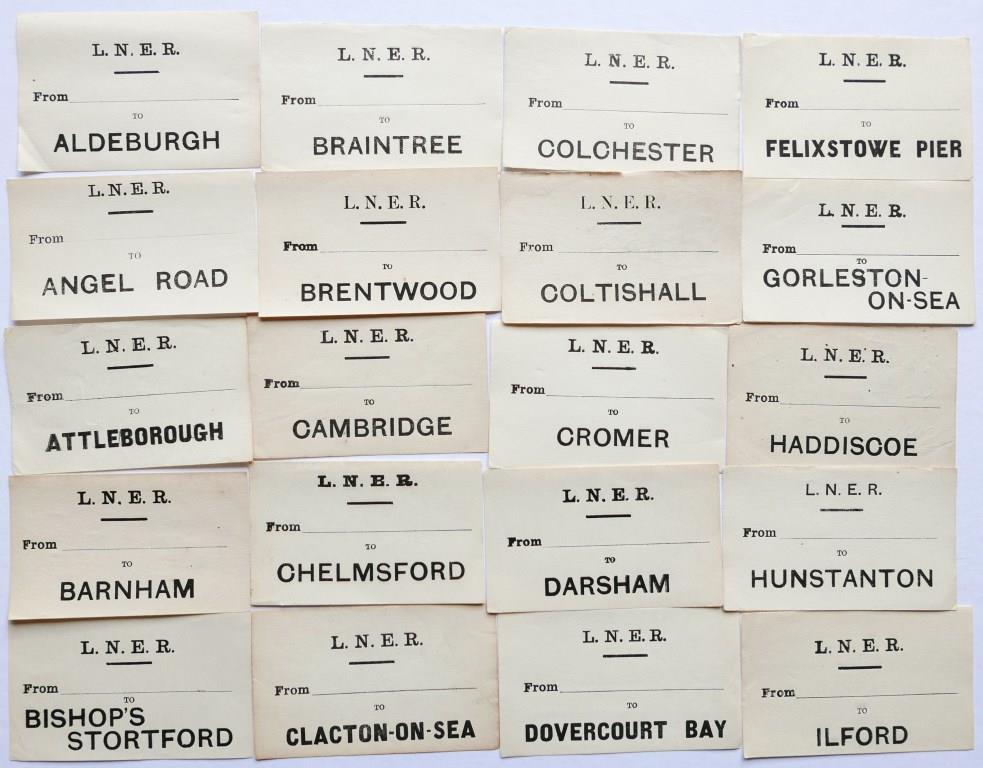 L. N. E. R.
From
TO
ALDEBURGH
L. N. E. R.
From
TO
BRAINTREE
L. N. E. R.
From
TO
COLCHESTER
L. N. E. R.
From
TO
FELIXSTOWE PIER
L. N. E. R.
From
TO
ANGEL ROAD
L. N. E. R.
From
TO
BRENTWOOD
L. N. E. R.
From
TO
COLTISHALL
L. N. E. R.
From
TO
GORLESTON-
ON-SEA
L. N. E. R.
From
TO
ATTLEBOROUGH
L. N. E. R.
From
TO
CAMBRIDGE
L. N. E. R.
From
TO
CROMER
L. N. E. R.
From
TO
HADDISCOE
L. N. E. R.
From
TO
BARNHAM
L. N. E. R.
From
TO
CHELMSFORD
L. N. E. R.
From
TO
DARSHAM
L. N. E. R.
From
TO
HUNSTANTON
L. N. E. R.
From
TO
BISHOP'S
STORTFORD
L. N. E. R.
From
TO
CLACTON-ON-SEA
L. N. E. R.
From
TO
DOVERCOURT BAY
L. N. E. R.
From
TO
ILFORD